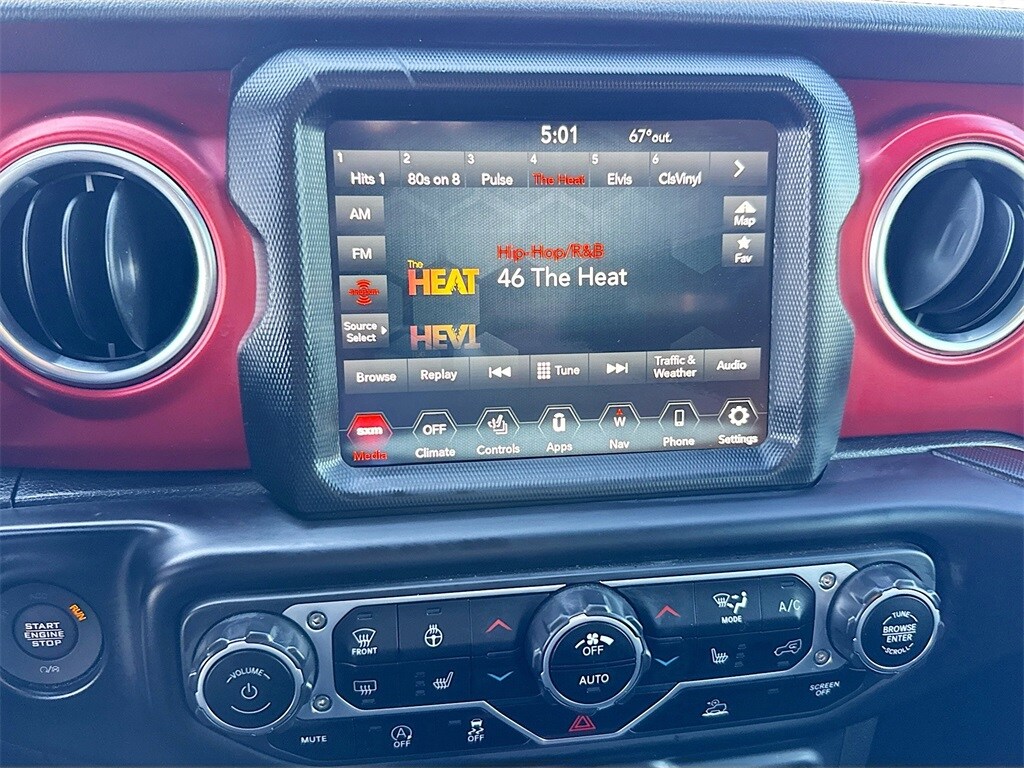 5:01 67°out.
1 2 3 4 5 6
Hits 1 80s on 8 Pulse The Heat Elvis ClsVinyl
AM
Map
FM
Fav
Hip-Hop/R&B
46 The Heat
The
HEAT
Source
Select
Browse Replay Tune Traffic &
Weather Audio
sxm OFF U W
Media Climate Controls Apps Nav Phone Settings
RUN
START
ENGINE
STOP
VOLUME
FRONT
OFF
AUTO
MODE
A/C
TUNE
BROWSE
ENTER
SCROLL
MUTE
A
OFF
OFF
SCREEN
OFF